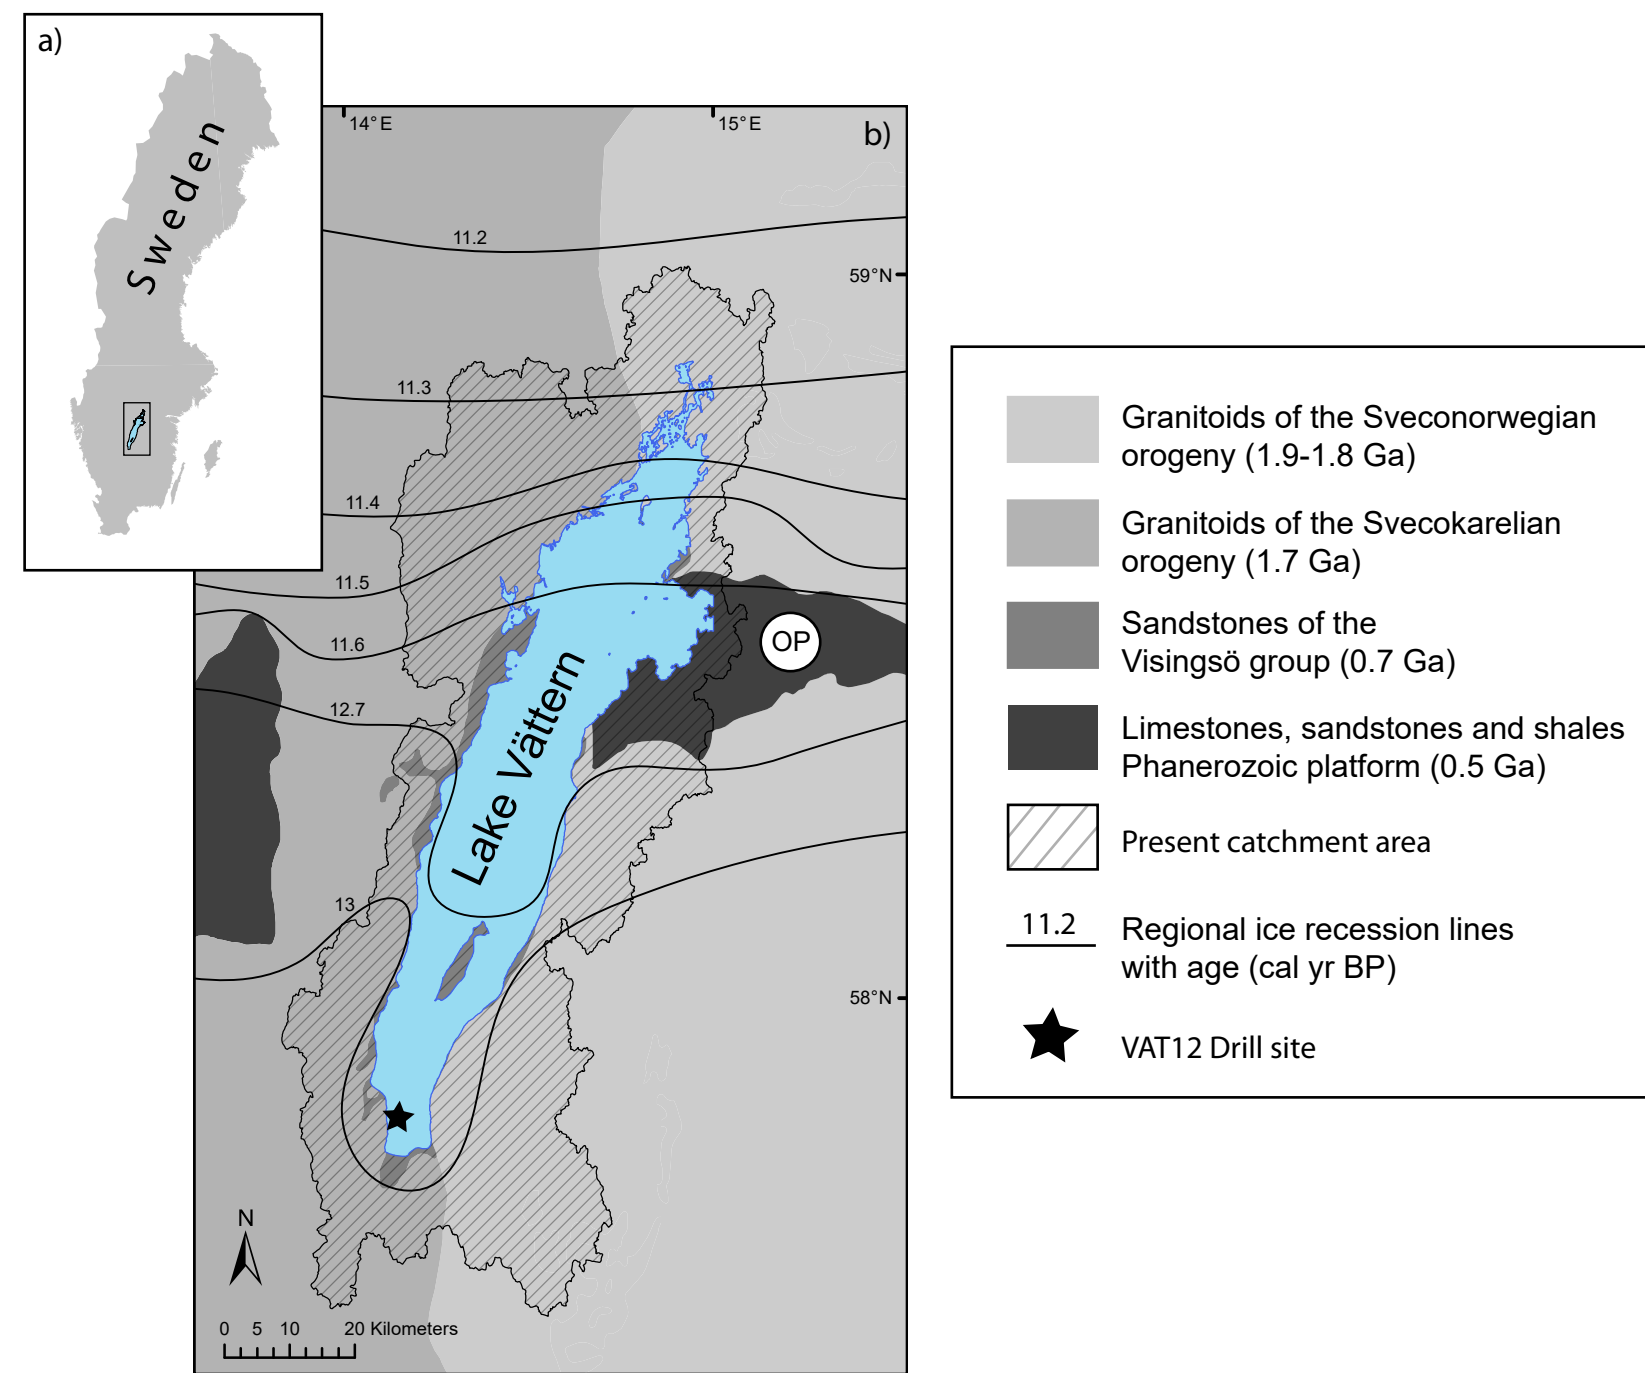 a)
Sweden
14°E
15°E
b)
11.2
59°N
11.3
11.4
11.5
11.6
OP
12.7
Lake Vättern
13
58°N
N
0 5 10 20 Kilometers
Granitoids of the Sveconorwegian
orogeny (1.9-1.8 Ga)
Granitoids of the Svecokarelian
orogeny (1.7 Ga)
Sandstones of the
Visingsö group (0.7 Ga)
Limestones, sandstones and shales
Phanerozoic platform (0.5 Ga)
Present catchment area
11.2
Regional ice recession lines
with age (cal yr BP)
VAT12 Drill site